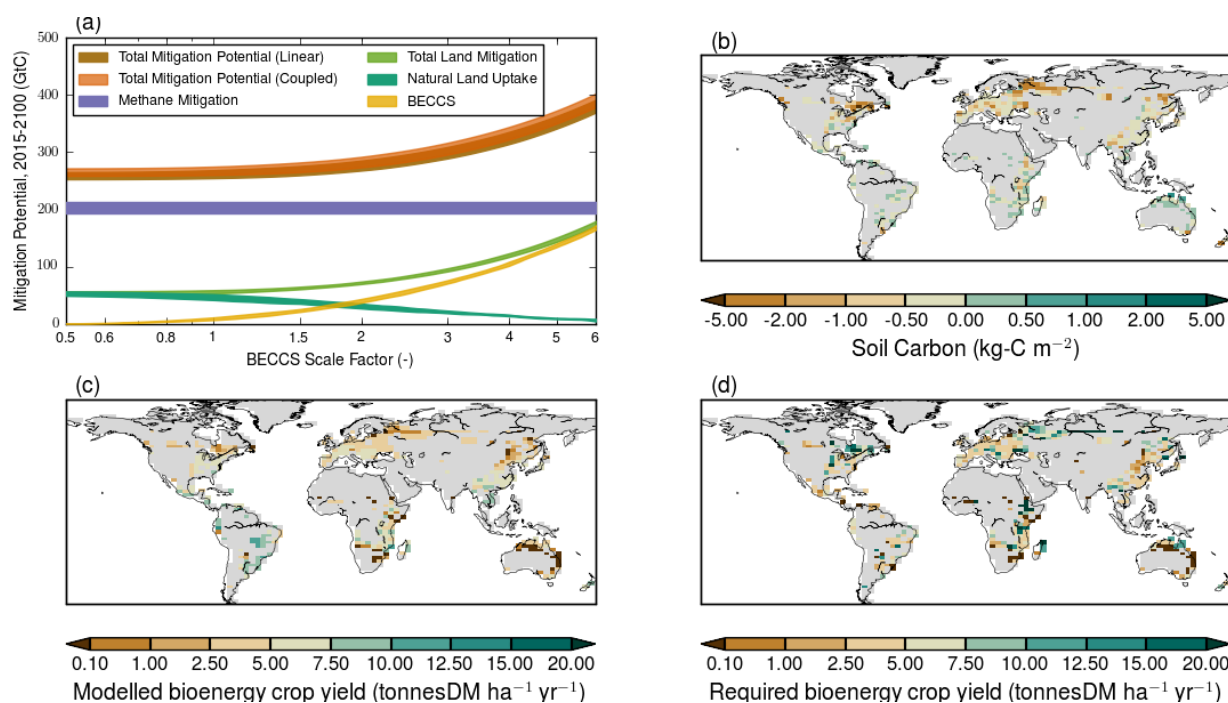 (a)
Mitigation Potential, 2015-2100 (GtC)
500
400
300
200
100
0
Total Mitigation Potential (Linear)
Total Mitigation Potential (Coupled)
Methane Mitigation
Total Land Mitigation
Natural Land Uptake
BECCS
0.5 0.6 0.8 1 1.5 2 3 4 5 6
BECCS Scale Factor (-)
(b)
-5.00 -2.00 -1.00 -0.50 0.00 0.50 1.00 2.00 5.00
Soil Carbon (kg-C m⁻²)
(c)
0.10 1.00 2.50 5.00 7.50 10.00 12.50 15.00 20.00
Modelled bioenergy crop yield (tonnesDM ha⁻¹ yr⁻¹)
(d)
0.10 1.00 2.50 5.00 7.50 10.00 12.50 15.00 20.00
Required bioenergy crop yield (tonnesDM ha⁻¹ yr⁻¹)